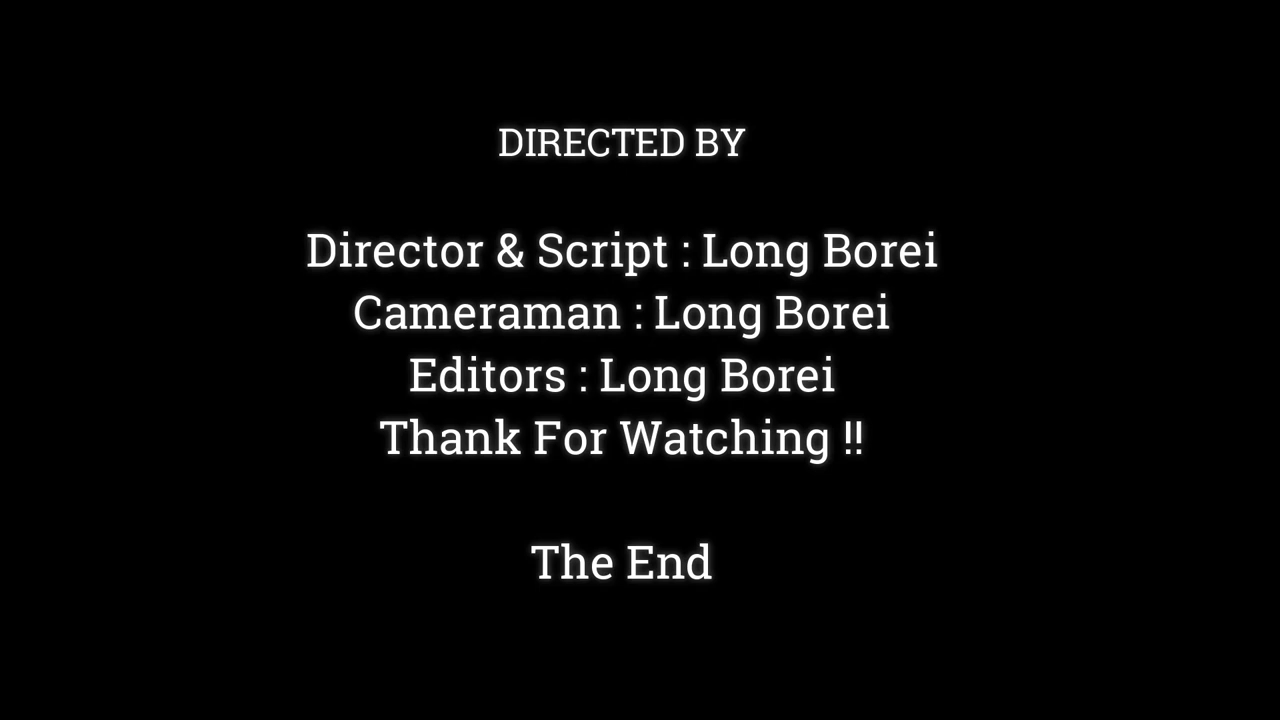 DIRECTED BY
Director & Script : Long Borei
Cameraman : Long Borei
Editors : Long Borei
Thank For Watching !!
The End